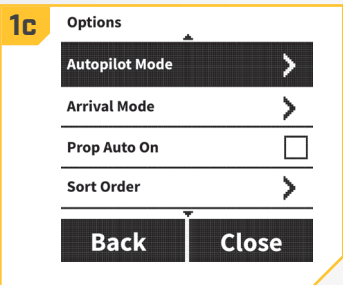 1c
Options
Autopilot Mode
Arrival Mode
Prop Auto On
Sort Order
Back Close